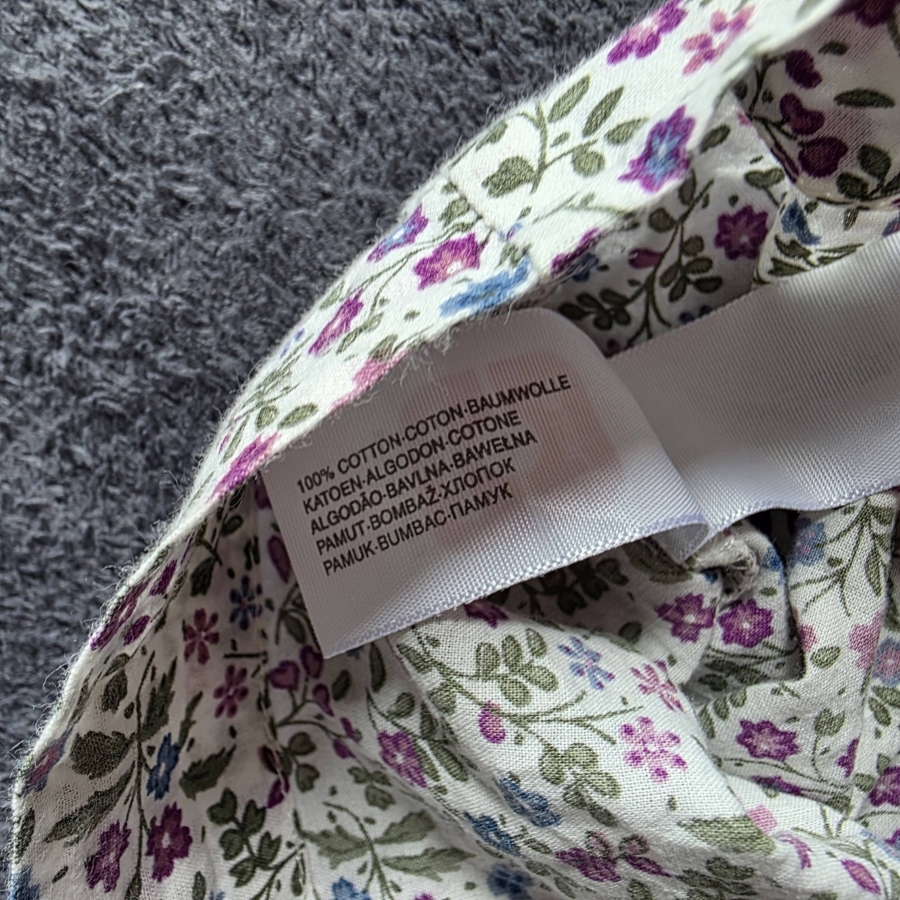 100% COTTON·COTON·BAUMWOLLE
KATOEN·ALGODON·COTONE
ALGODÃO·BAVLNA·BAWEŁNA
PAMUT·BOMBAŽ·ХЛОПОК
PAMUK·BUMBAC·ПАМУК